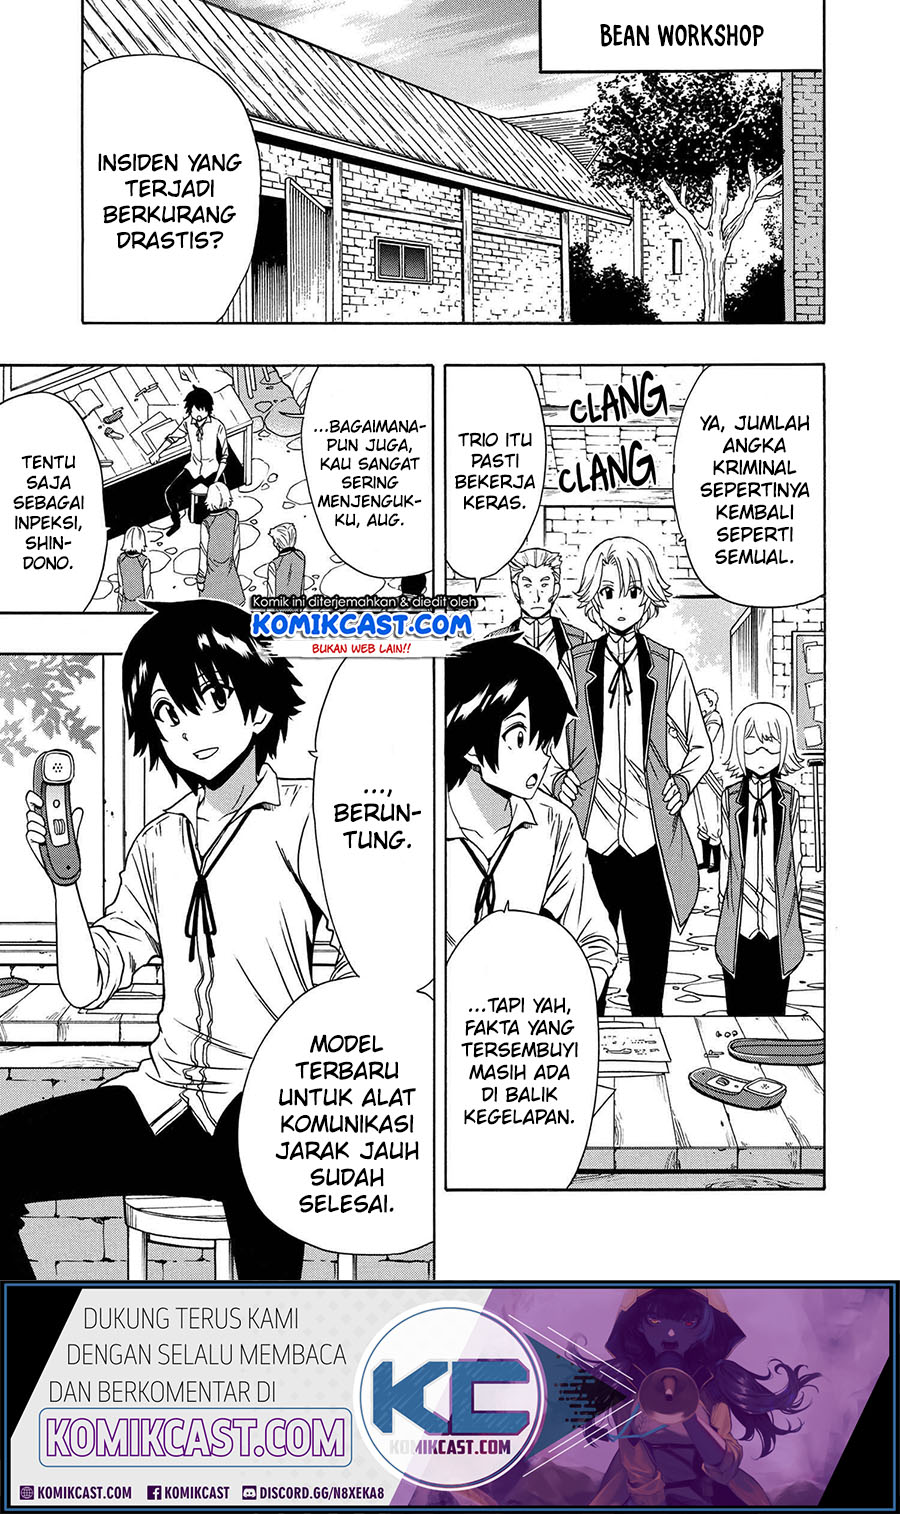 BEAN WORKSHOP
INSIDEN YANG
TERJADI
BERKURANG
DRASTIS?
YA, JUMLAH
ANGKA
KRIMINAL
SEPERTINYA
KEMBALI
SEPERTI
SEMUAL.
CLANG
CLANG
TRIO ITU
PASTI
BEKERJA
KERAS.
...TAPI YAH,
FAKTA YANG
TERSEMBUYI
MASIH ADA
DI BALIK
KEGELAPAN.
...BAGAIMANA-
PUN JUGA,
KAU SANGAT
SERING
MENJENGUK-
KU, AUG.
TENTU
SAJA
SEBAGAI
INPEKSI,
SHIN-
DONO.
Komik ini diterjemahkan & diedit oleh
KOMIKCAST.COM
BUKAN WEB LAIN!!
...,
BERUN-
TUNG.
MODEL
TERBARU
UNTUK ALAT
KOMUNIKASI
JARAK JAUH
SUDAH
SELESAI.
DUKUNG TERUS KAMI
DENGAN SELALU MEMBACA
DAN BERKOMENTAR DI
KOMIKCAST.COM
KOMIKCAST.COM KOMIKCAST DISCORD.GG/N8XEKA8
KC
KOMIKCAST.COM